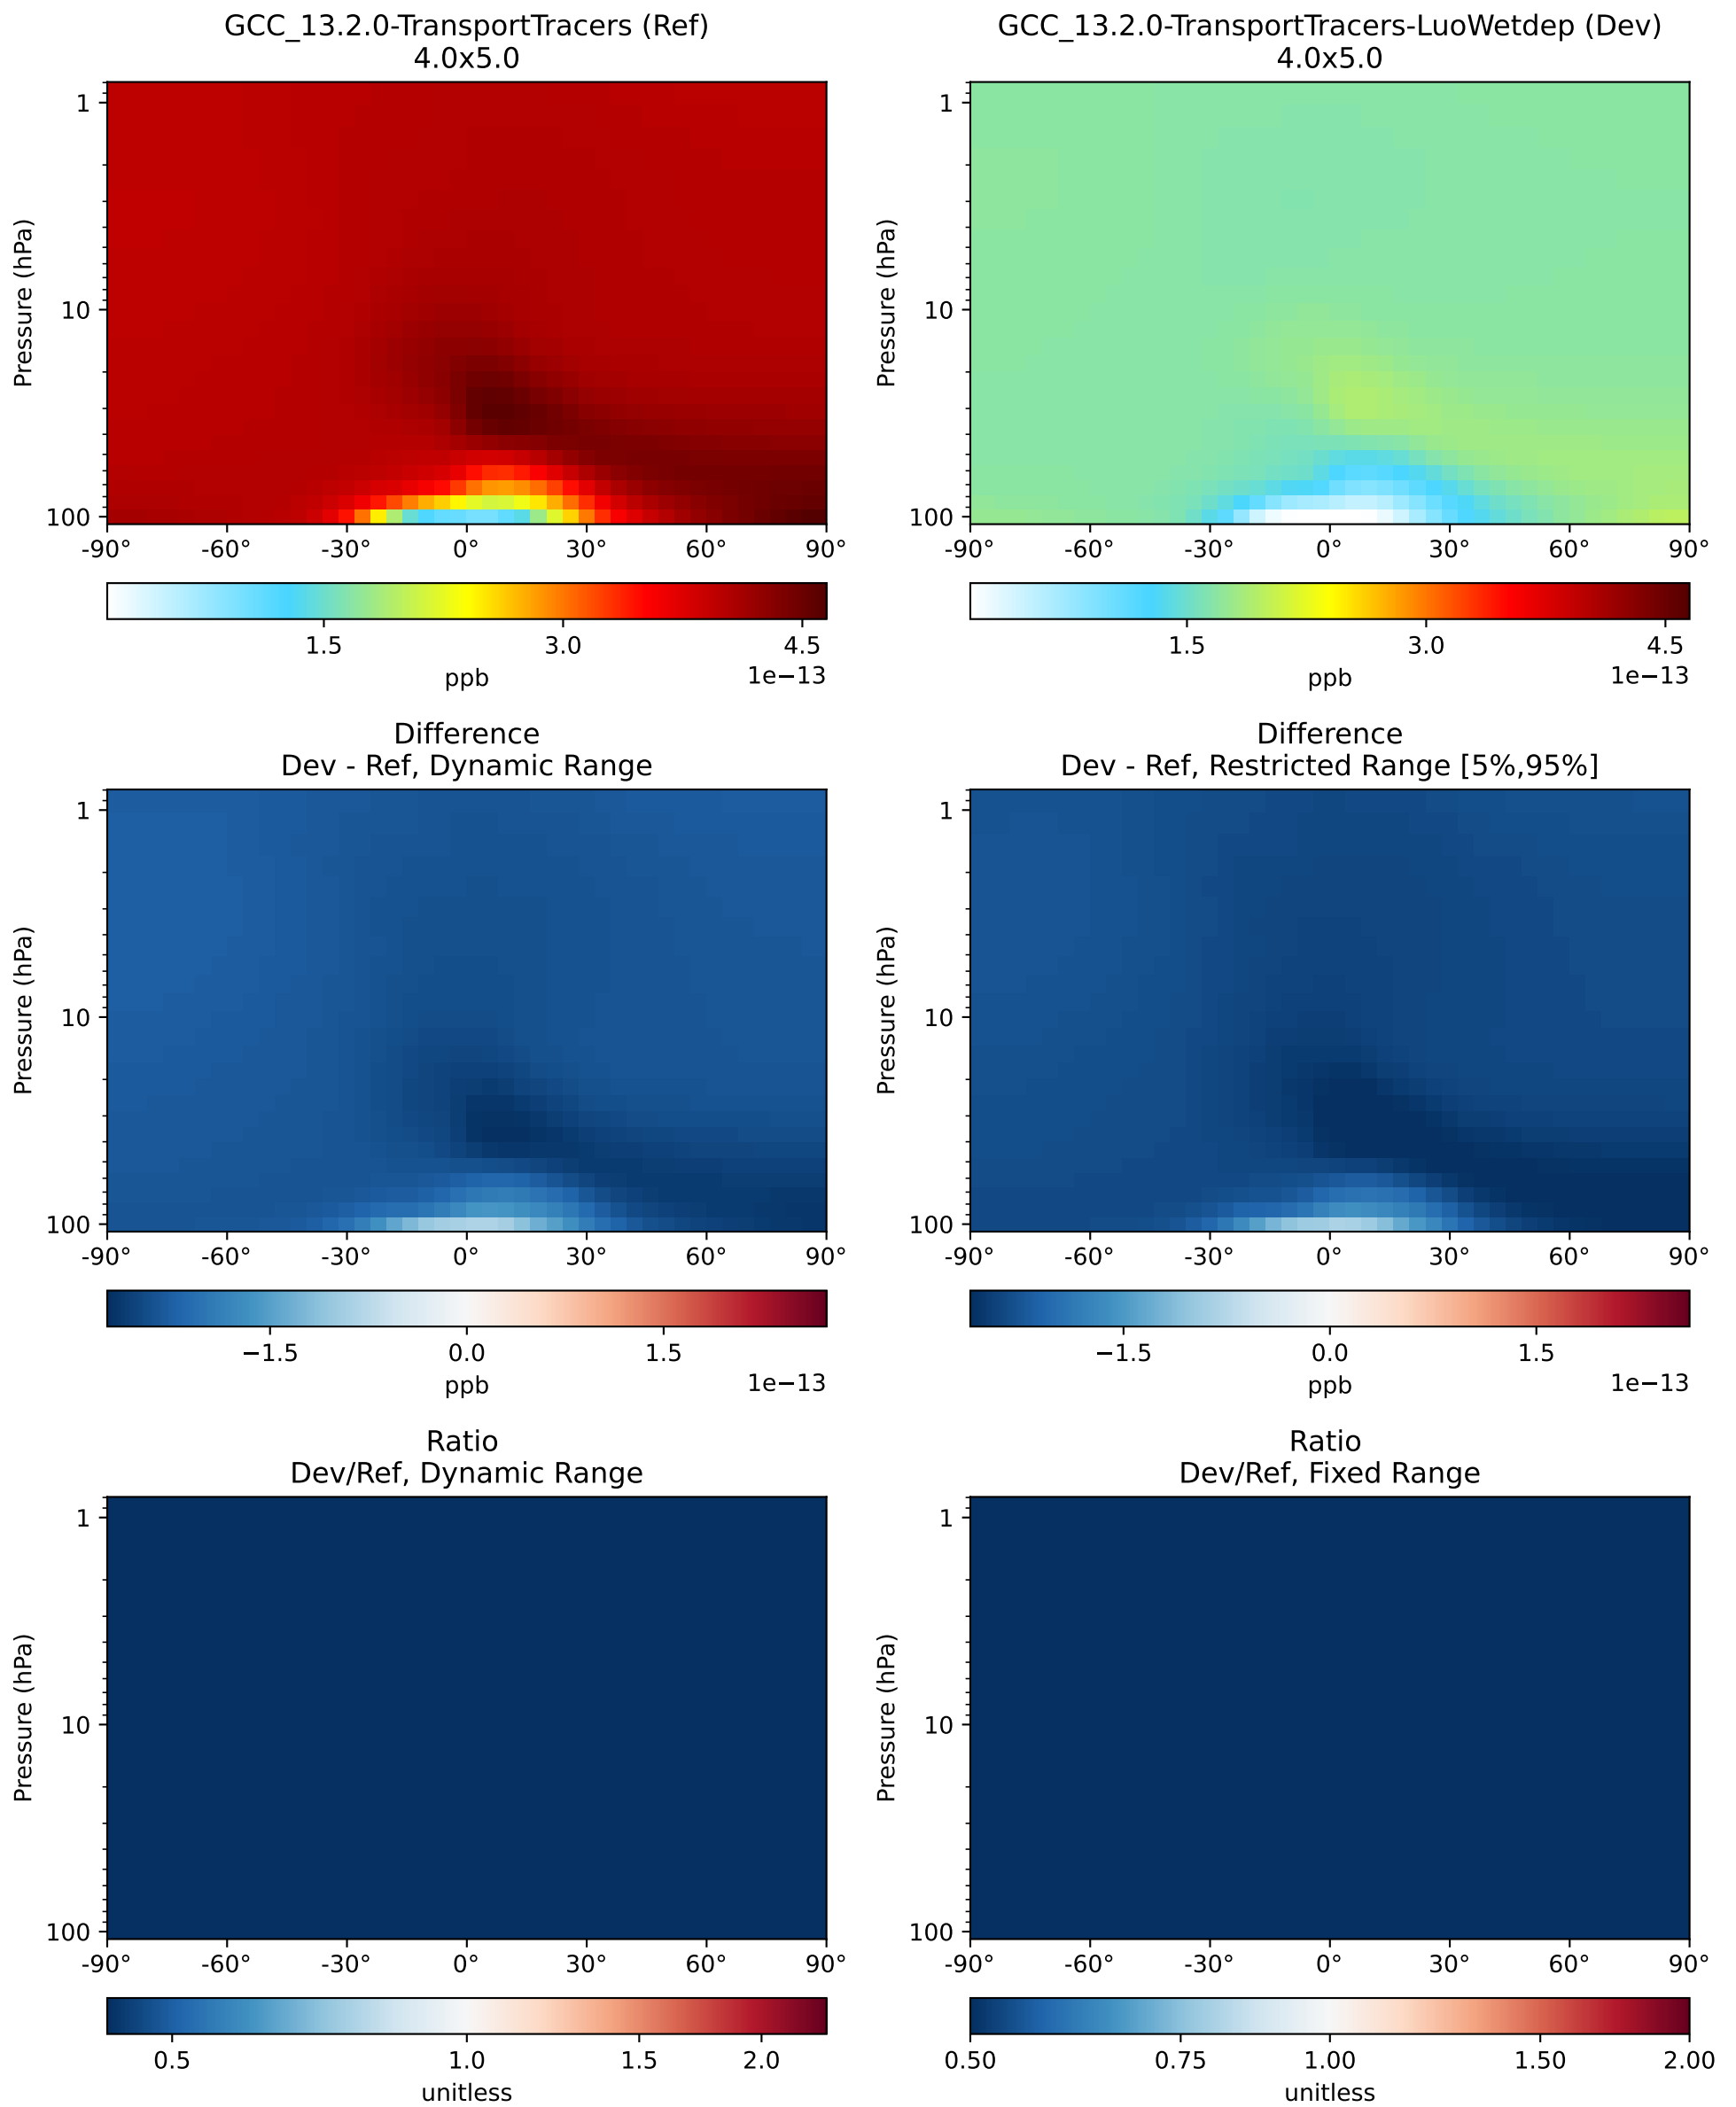 GCC_13.2.0-TransportTracers (Ref)
4.0x5.0
Pressure (hPa)
1
10
100
-90° -60° -30° 0° 30° 60° 90°
1.5 3.0 4.5
1e−13
ppb
GCC_13.2.0-TransportTracers-LuoWetdep (Dev)
4.0x5.0
Pressure (hPa)
1
10
100
-90° -60° -30° 0° 30° 60° 90°
1.5 3.0 4.5
1e−13
ppb
Difference
Dev - Ref, Dynamic Range
Pressure (hPa)
1
10
100
-90° -60° -30° 0° 30° 60° 90°
−1.5 0.0 1.5
1e−13
ppb
Difference
Dev - Ref, Restricted Range [5%,95%]
Pressure (hPa)
1
10
100
-90° -60° -30° 0° 30° 60° 90°
−1.5 0.0 1.5
1e−13
ppb
Ratio
Dev/Ref, Dynamic Range
Pressure (hPa)
1
10
100
-90° -60° -30° 0° 30° 60° 90°
0.5 1.0 1.5 2.0
unitless
Ratio
Dev/Ref, Fixed Range
Pressure (hPa)
1
10
100
-90° -60° -30° 0° 30° 60° 90°
0.50 0.75 1.00 1.50 2.00
unitless